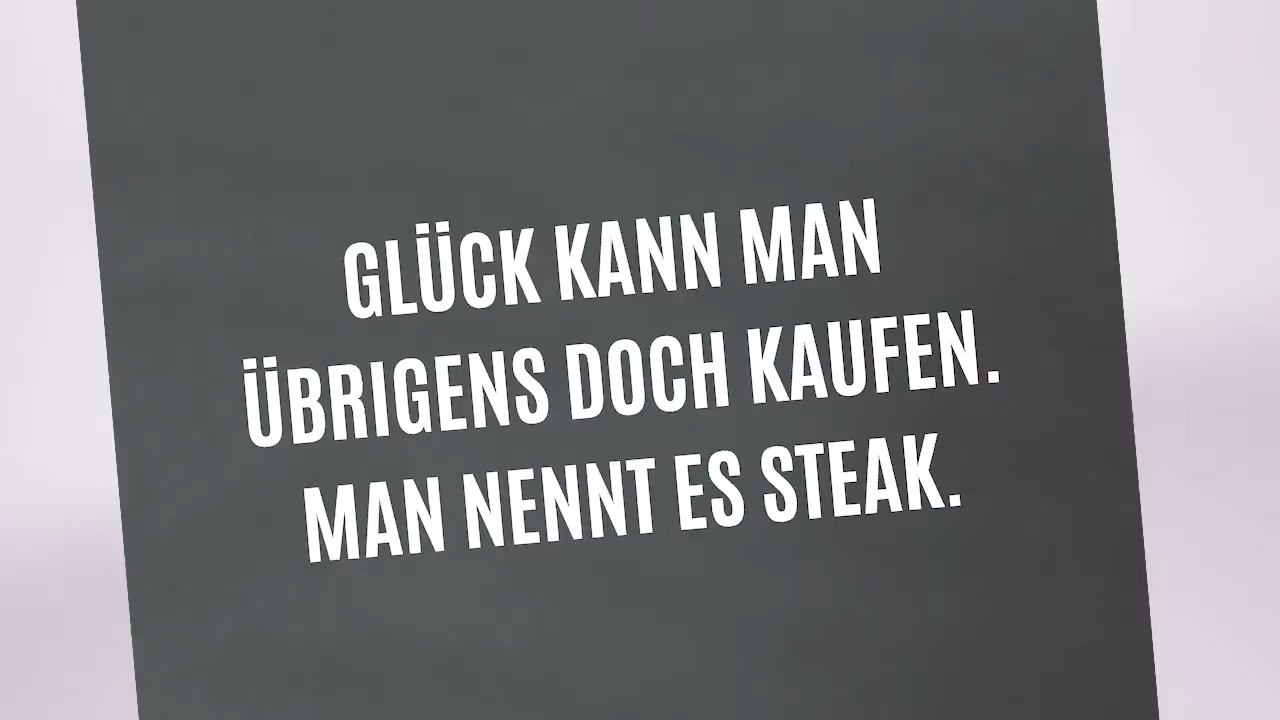 GLÜCK KANN MAN
ÜBRIGENS DOCH KAUFEN.
MAN NENNT ES STEAK.